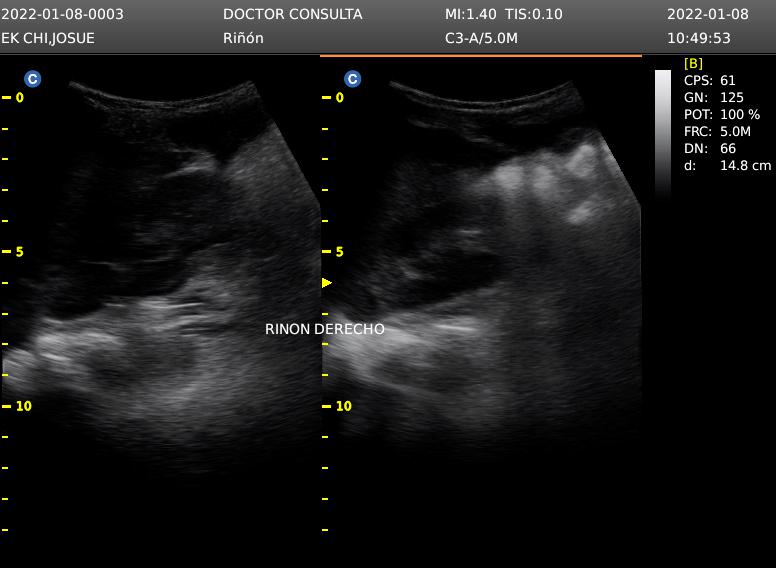 2022-01-08-0003 DOCTOR CONSULTA MI:1.40 TIS:0.10 2022-01-08
EK CHI,JOSUE Riñón C3-A/5.0M 10:49:53
C C
[B]
CPS: 61
GN: 125
POT: 100 %
FRC: 5.0M
DN: 66
d: 14.8 cm
0 0
5 5
RINON DERECHO
10 10